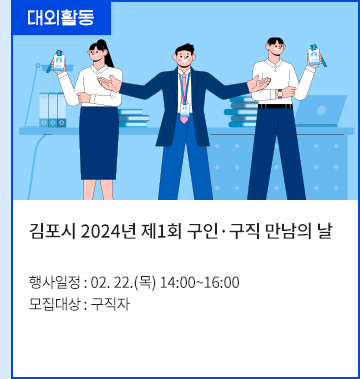 대외활동
김포시 2024년 제1회 구인·구직 만남의 날
행사일정 : 02. 22.(목) 14:00~16:00
모집대상 : 구직자